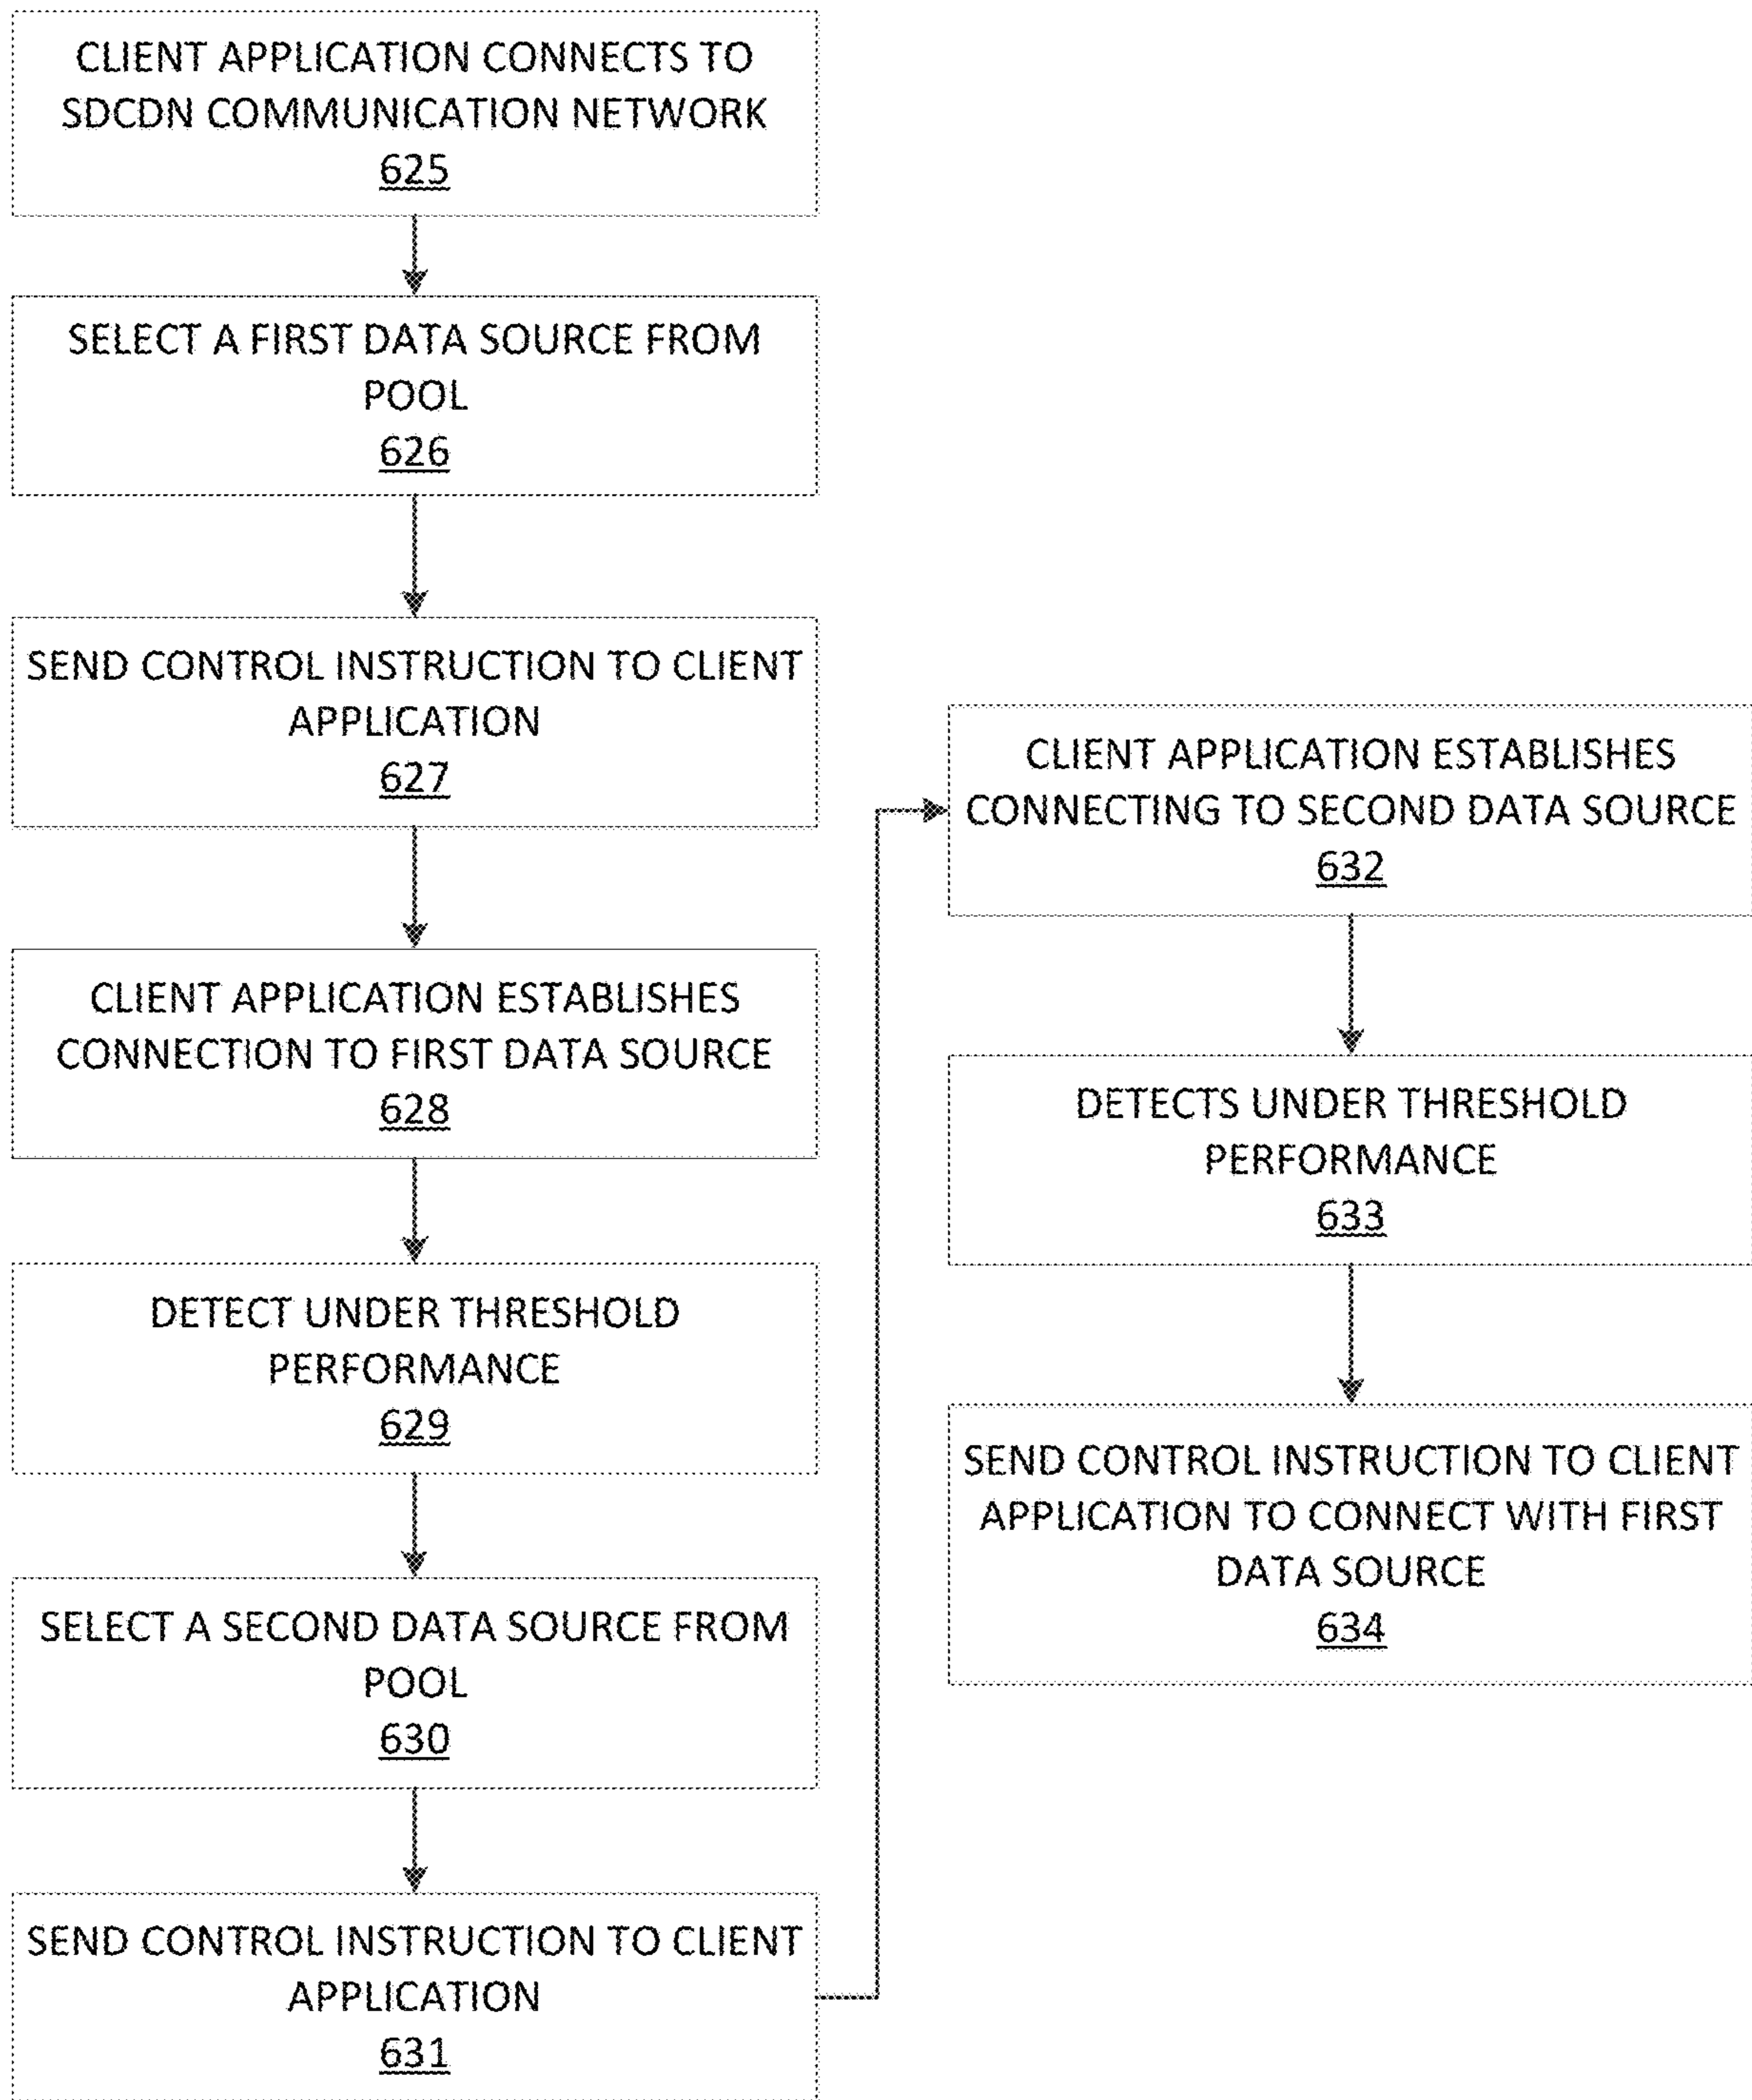 CLIENT APPLICATION CONNECTS TO
SDCDN COMMUNICATION NETWORK
625
SELECT A FIRST DATA SOURCE FROM
POOL
626
SEND CONTROL INSTRUCTION TO CLIENT
APPLICATION
627
CLIENT APPLICATION ESTABLISHES
CONNECTION TO FIRST DATA SOURCE
628
DETECT UNDER THRESHOLD
PERFORMANCE
629
SELECT A SECOND DATA SOURCE FROM
POOL
630
SEND CONTROL INSTRUCTION TO CLIENT
APPLICATION
631
CLIENT APPLICATION ESTABLISHES
CONNECTING TO SECOND DATA SOURCE
632
DETECTS UNDER THRESHOLD
PERFORMANCE
633
SEND CONTROL INSTRUCTION TO CLIENT
APPLICATION TO CONNECT WITH FIRST
DATA SOURCE
634